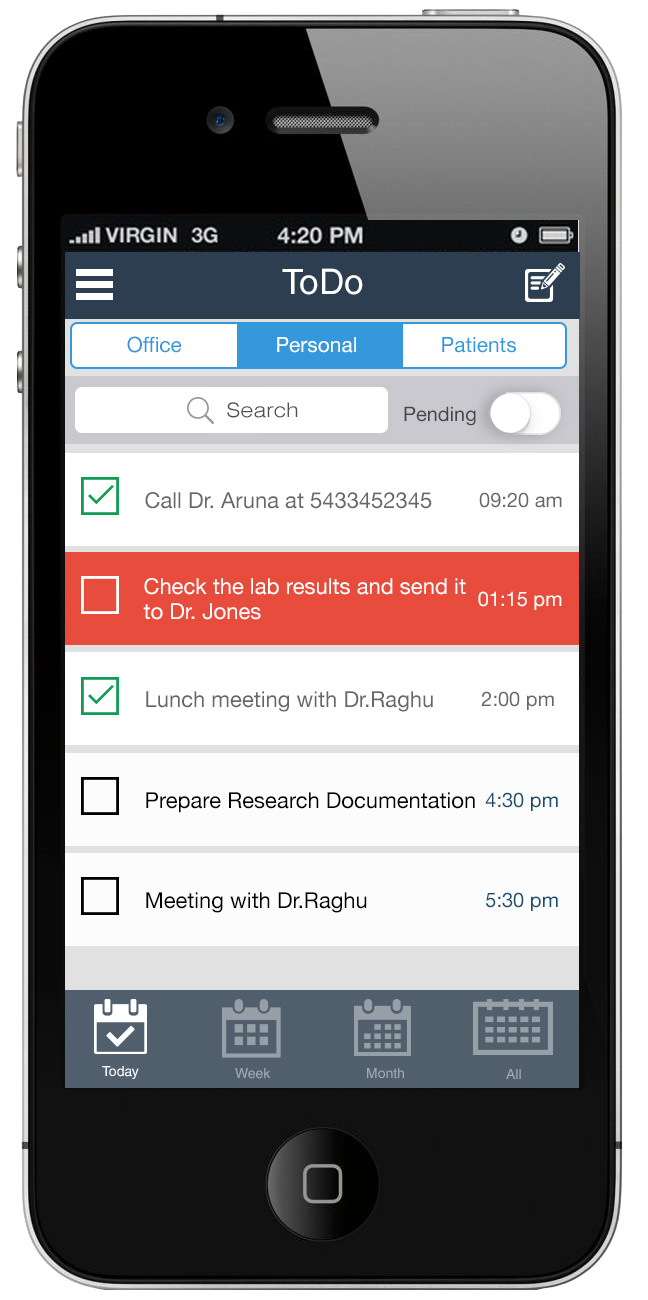 VIRGIN 3G 4:20 PM
ToDo
Office Personal Patients
Search Pending
Call Dr. Aruna at 5433452345 09:20 am
Check the lab results and send it
to Dr. Jones 01:15 pm
Lunch meeting with Dr.Raghu 2:00 pm
Prepare Research Documentation 4:30 pm
Meeting with Dr.Raghu 5:30 pm
Today Week Month All